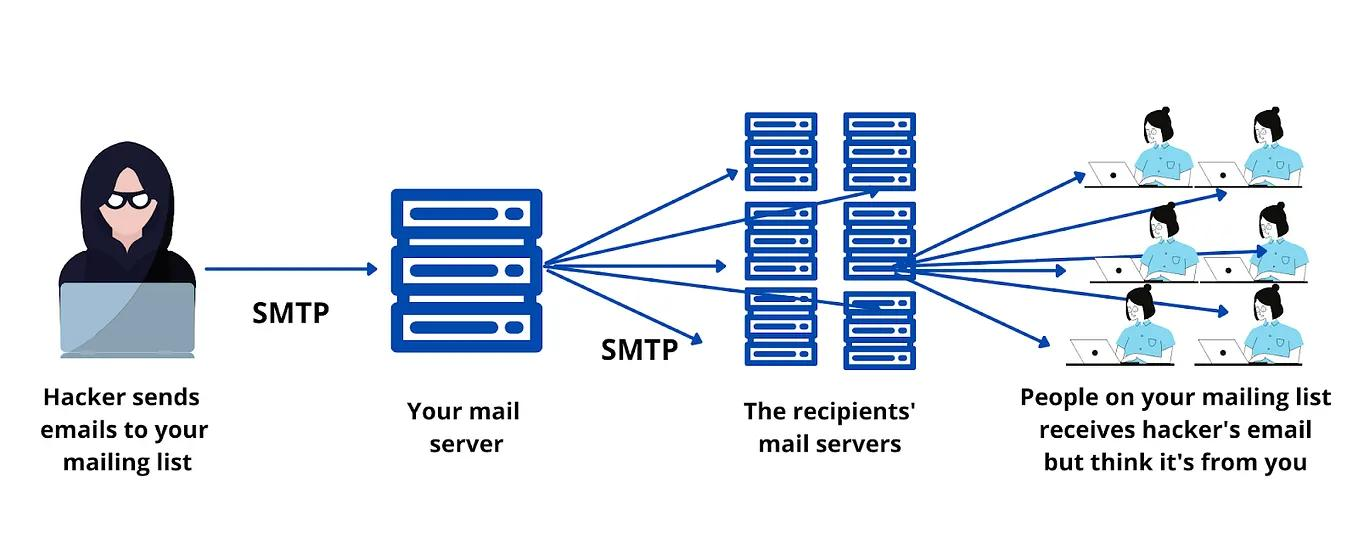 SMTP
SMTP
Hacker sends
emails to your
mailing list
Your mail
server
The recipients'
mail servers
People on your mailing list
receives hacker's email
but think it's from you